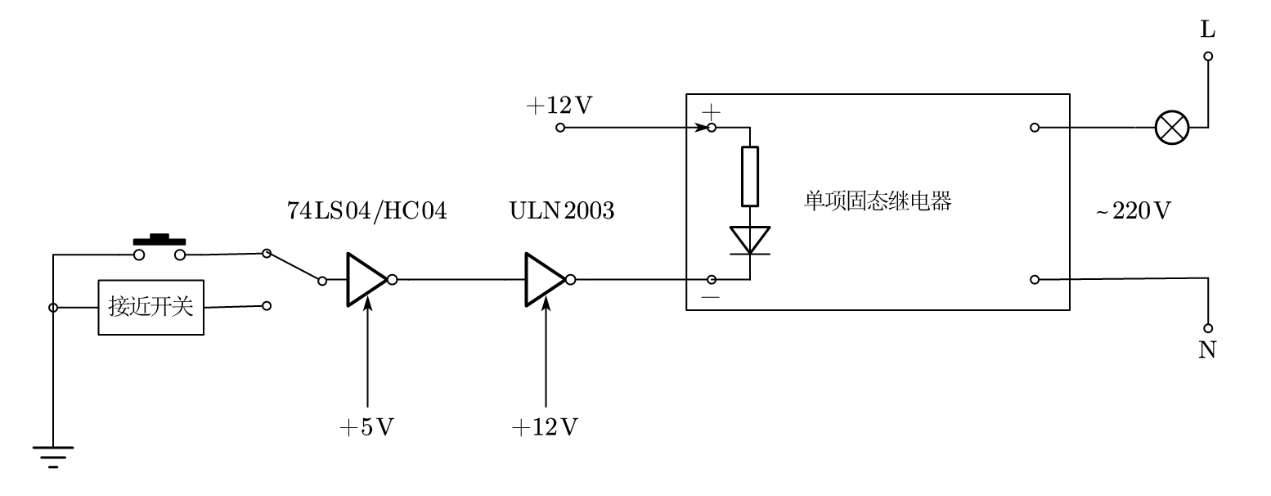 L
+12V
+
74LS04/HC04
ULN2003
单项固态继电器
~220V
接近开关
−
N
+5V
+12V